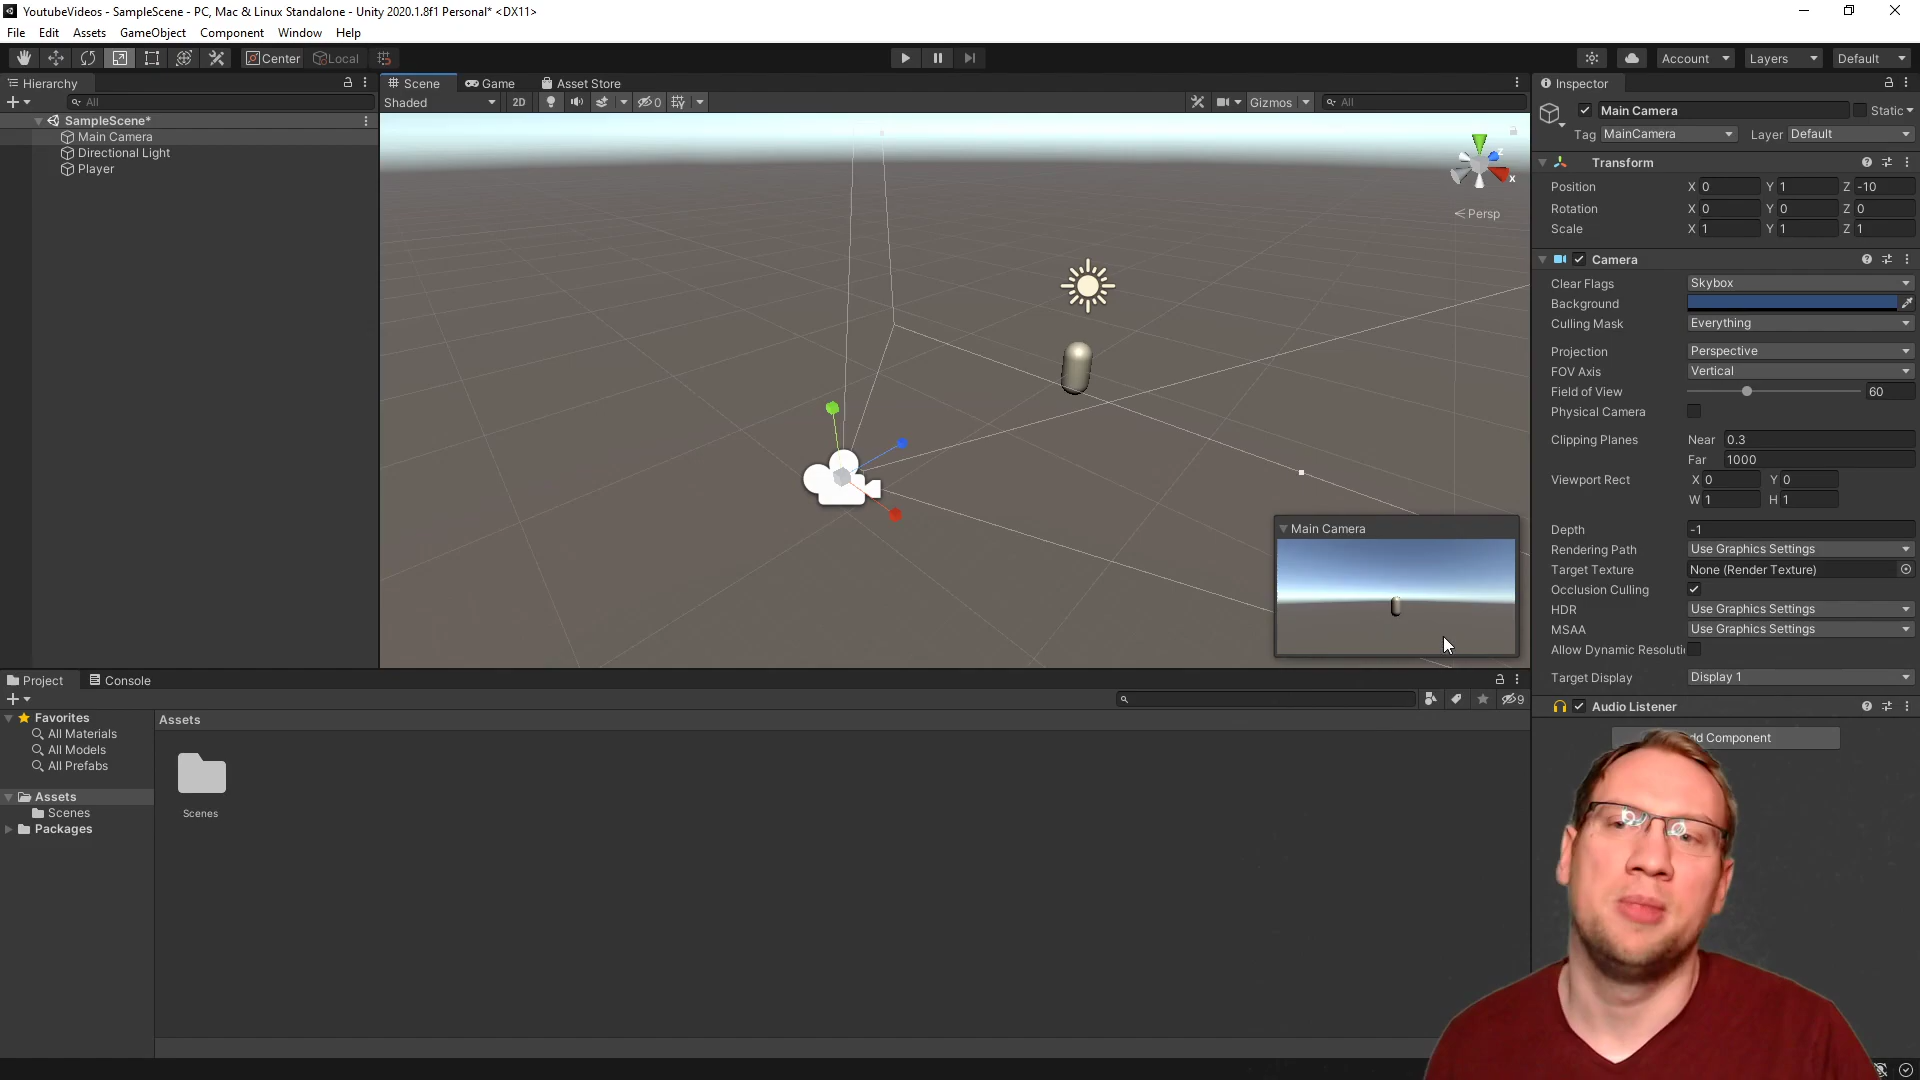 YoutubeVideos - SampleScene - PC, Mac & Linux Standalone - Unity 2020.1.8f1 Personal* <DX11>
File Edit Assets GameObject Component Window Help
Center Local
Account Layers Default
Hierarchy
All
SampleScene*
Main Camera
Directional Light
Player
Scene Game Asset Store
Shaded 2D 0 Gizmos All
z
x
Persp
Main Camera
Inspector
Main Camera Static
Tag MainCamera Layer Default
Transform
Position X 0 Y 1 Z -10
Rotation X 0 Y 0 Z 0
Scale X 1 Y 1 Z 1
Camera
Clear Flags Skybox
Background
Culling Mask Everything
Projection Perspective
FOV Axis Vertical
Field of View 60
Physical Camera
Clipping Planes Near 0.3
Far 1000
Viewport Rect X 0 Y 0
W 1 H 1
Depth -1
Rendering Path Use Graphics Settings
Target Texture None (Render Texture)
Occlusion Culling
HDR Use Graphics Settings
MSAA Use Graphics Settings
Allow Dynamic Resoluti
Target Display Display 1
Audio Listener
d Component
Project Console
9
Favorites
All Materials
All Models
All Prefabs
Assets
Scenes
Packages
Assets
Scenes